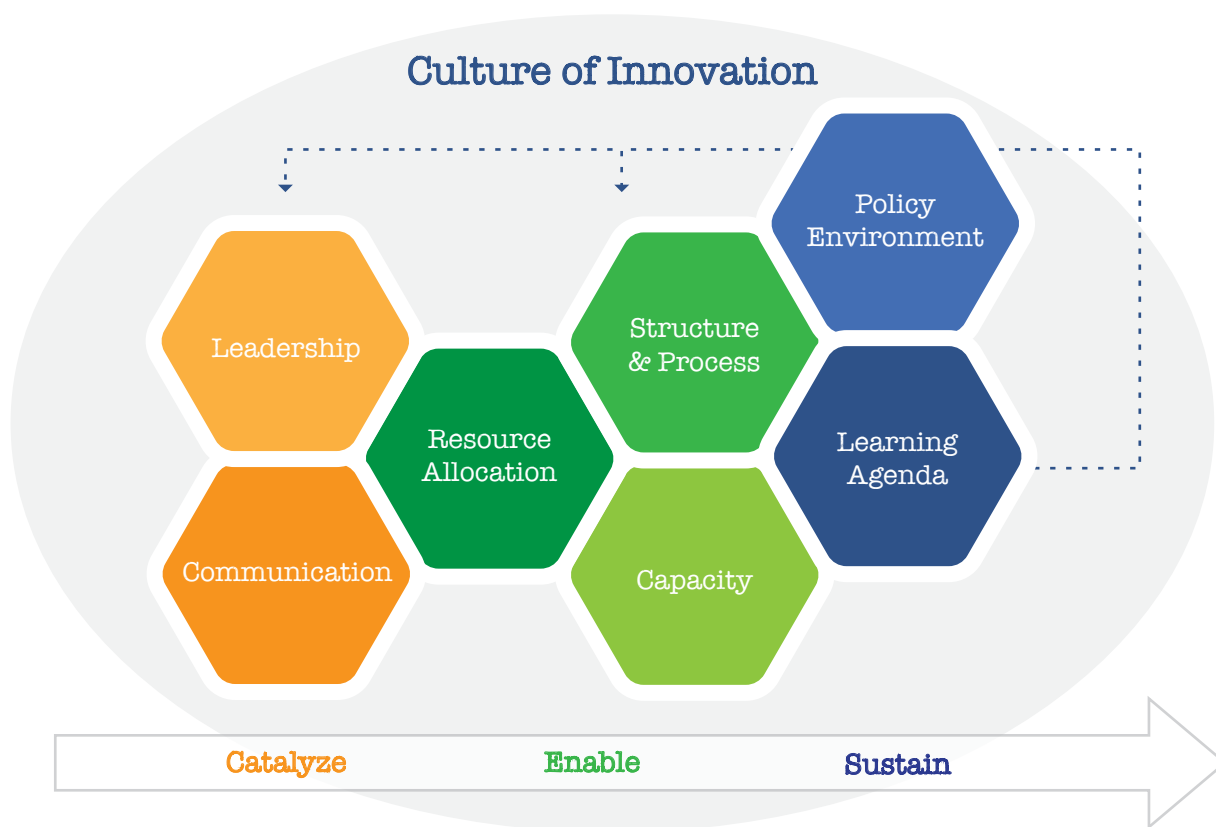 Culture of Innovation
Policy
Environment
Leadership
Structure
& Process
Resource
Allocation
Learning
Agenda
Communication
Capacity
Catalyze
Enable
Sustain